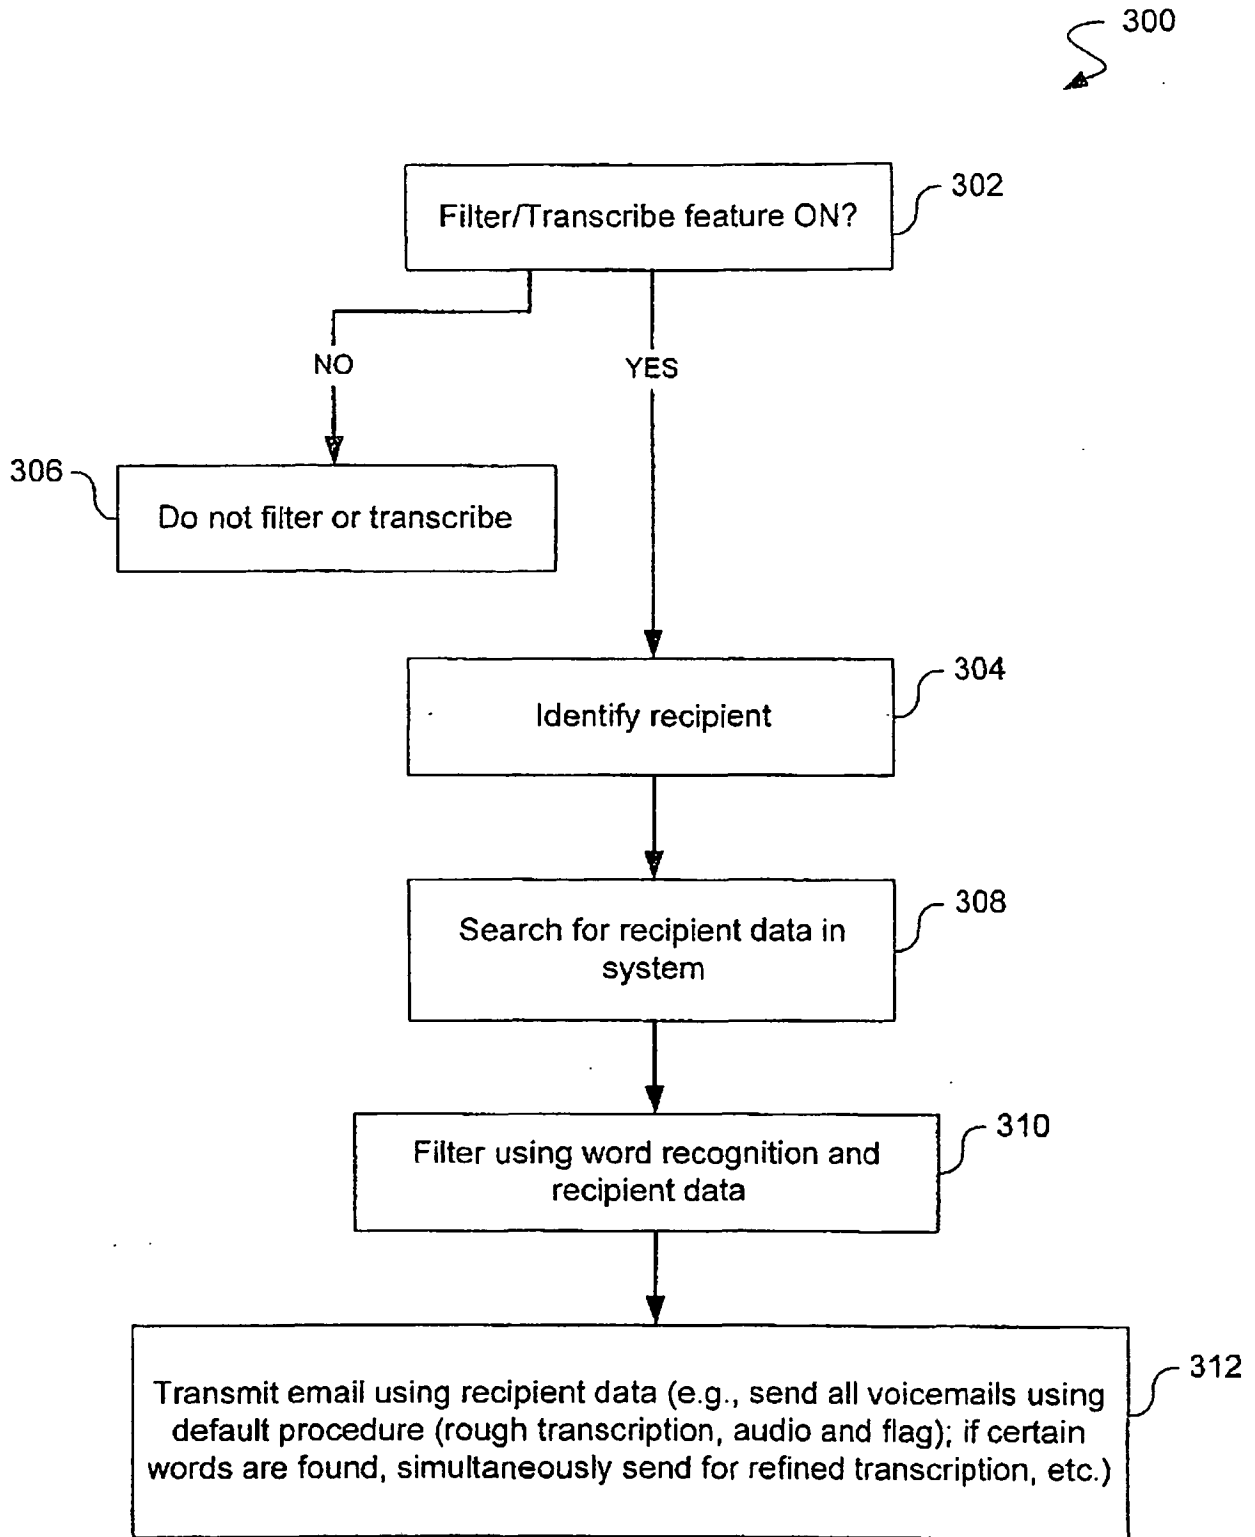 300
Filter/Transcribe feature ON?
302
NO
YES
306
Do not filter or transcribe
304
Identify recipient
308
Search for recipient data in
system
310
Filter using word recognition and
recipient data
312
Transmit email using recipient data (e.g., send all voicemails using
default procedure (rough transcription, audio and flag); if certain
words are found, simultaneously send for refined transcription, etc.)